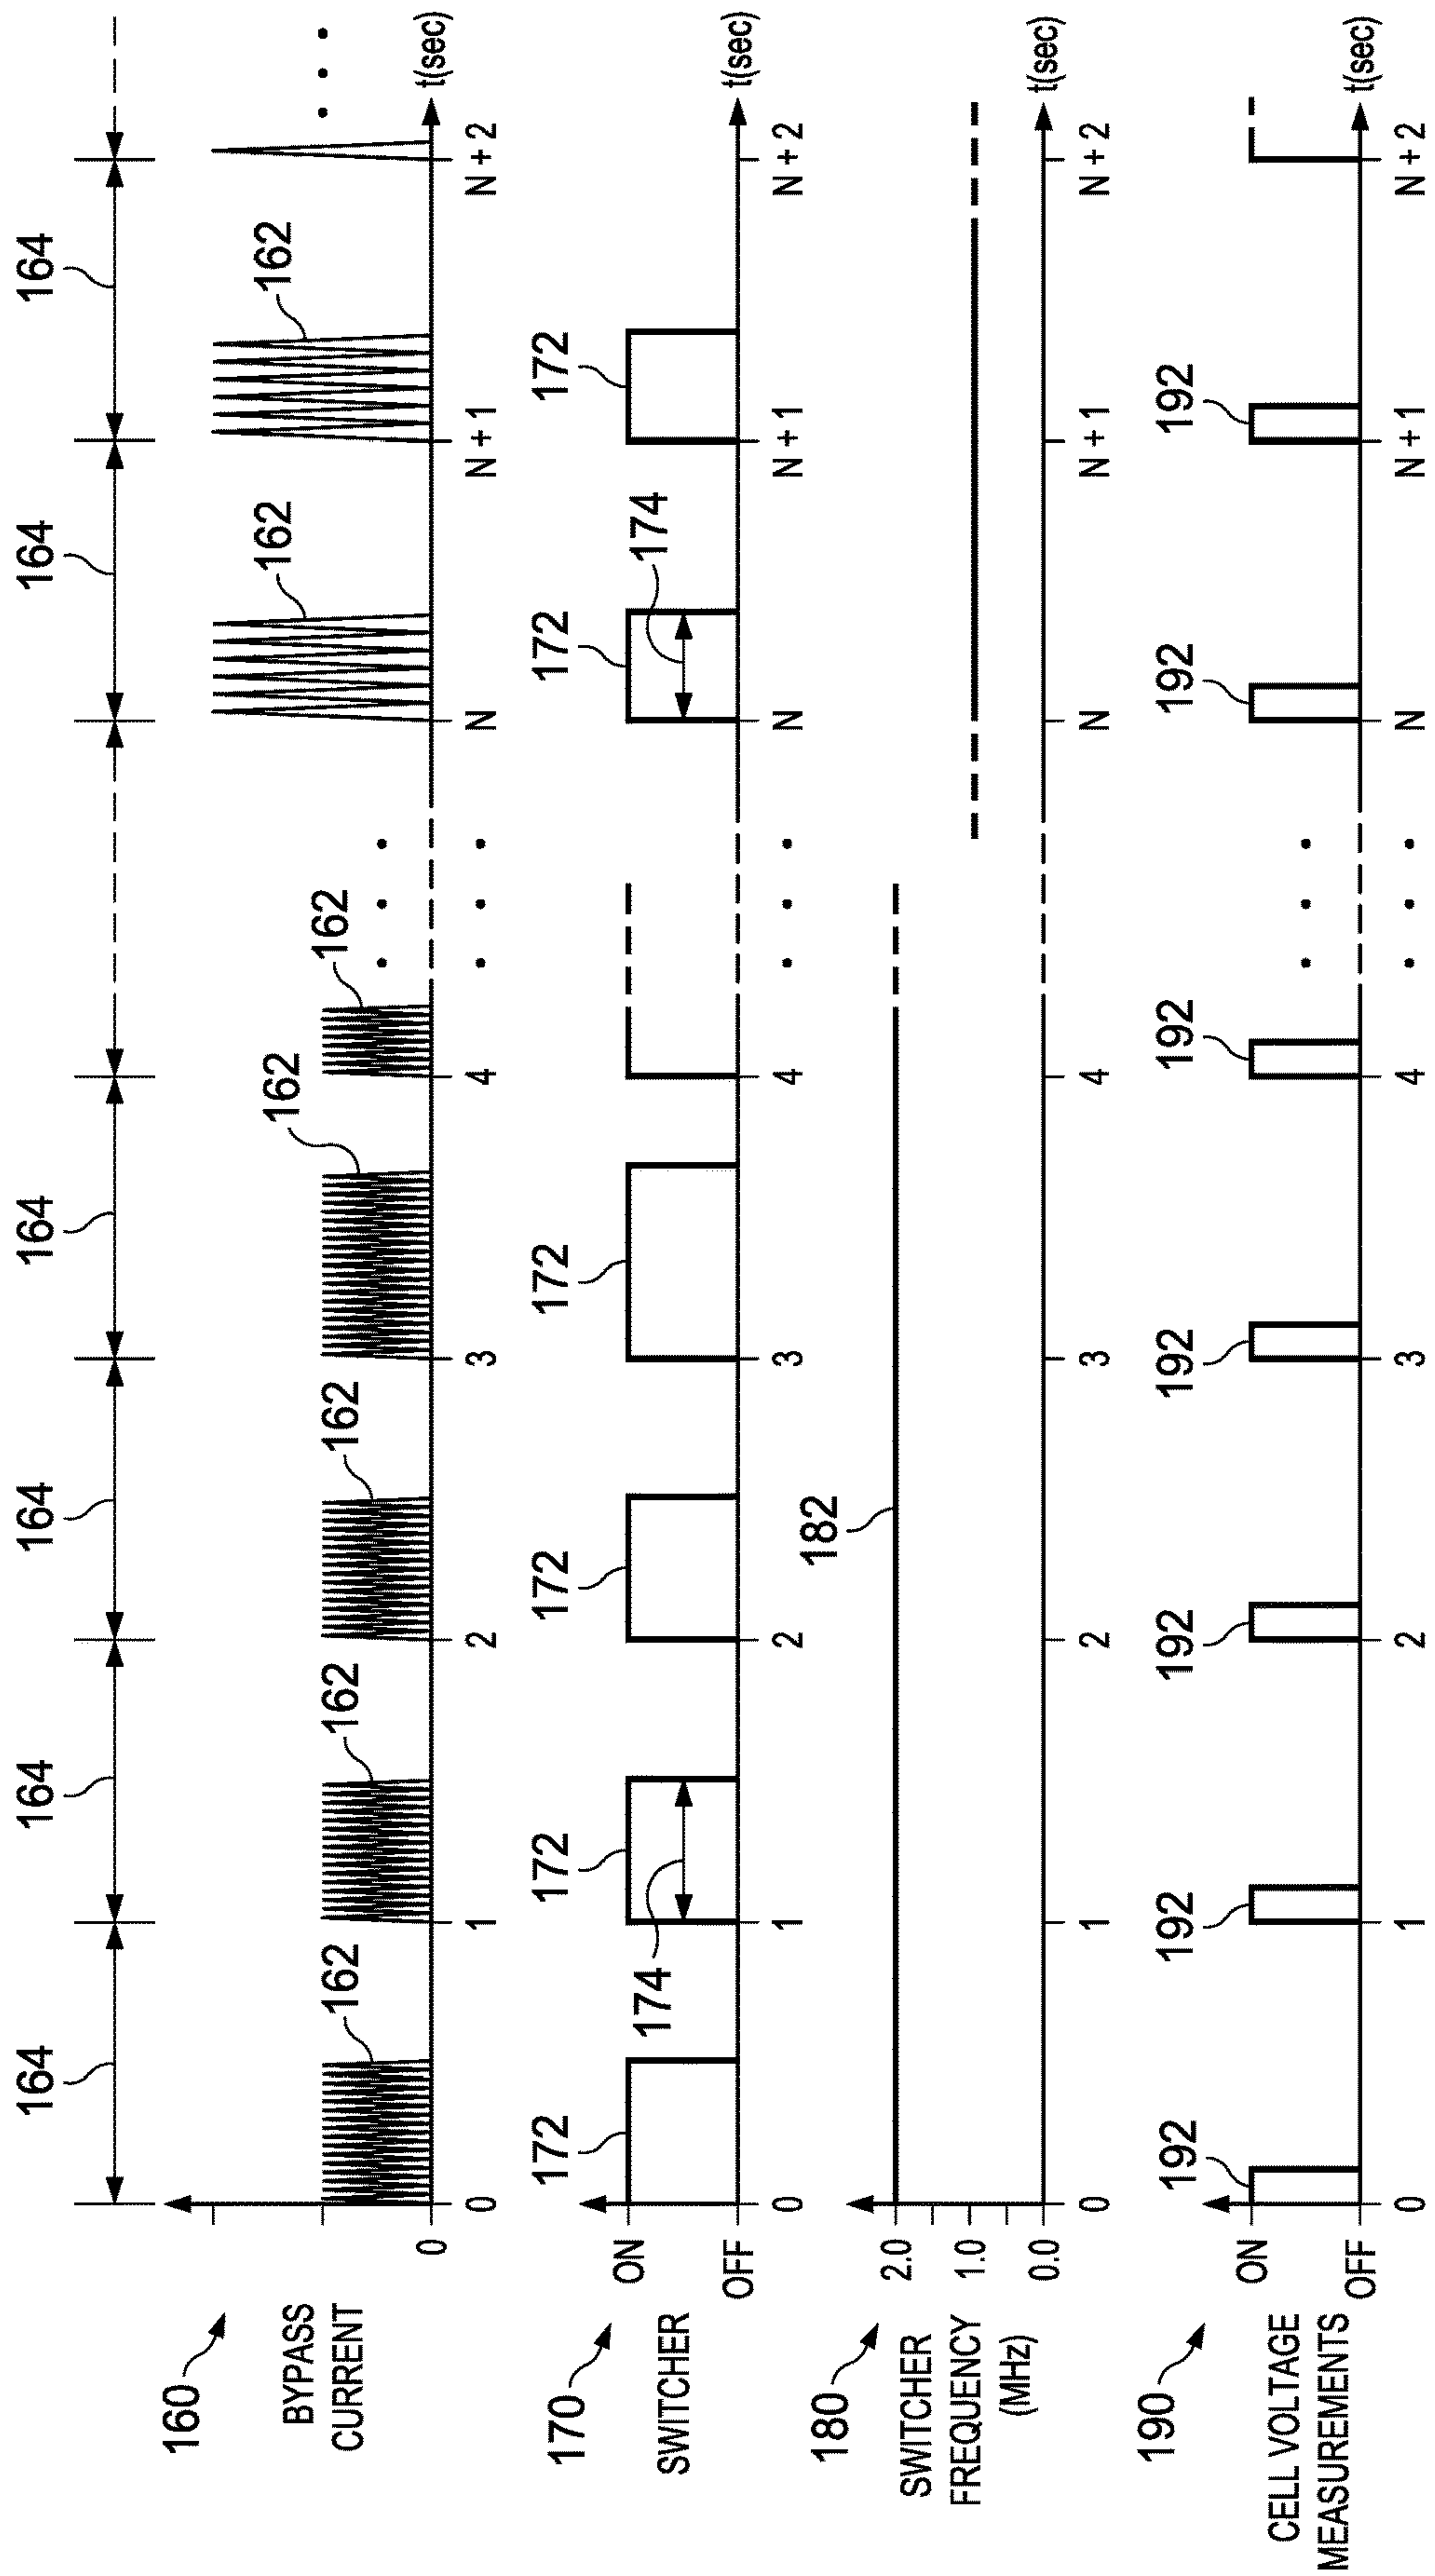 164 164 164 164 164 164
160
BYPASS
CURRENT
162 162 162 162 162 162 162
0
0 1 2 3 4 N N + 1 N + 2 t(sec)
170
SWITCHER
172 172 172 172 172 172
ON
174 174
OFF
0 1 2 3 4 N N + 1 N + 2 t(sec)
180
SWITCHER
FREQUENCY
(MHz)
182
2.0
1.0
0.0
0 1 2 3 4 N N + 1 N + 2 t(sec)
190
CELL VOLTAGE
MEASUREMENTS
192 192 192 192 192 192 192
ON
OFF
0 1 2 3 4 N N + 1 N + 2 t(sec)